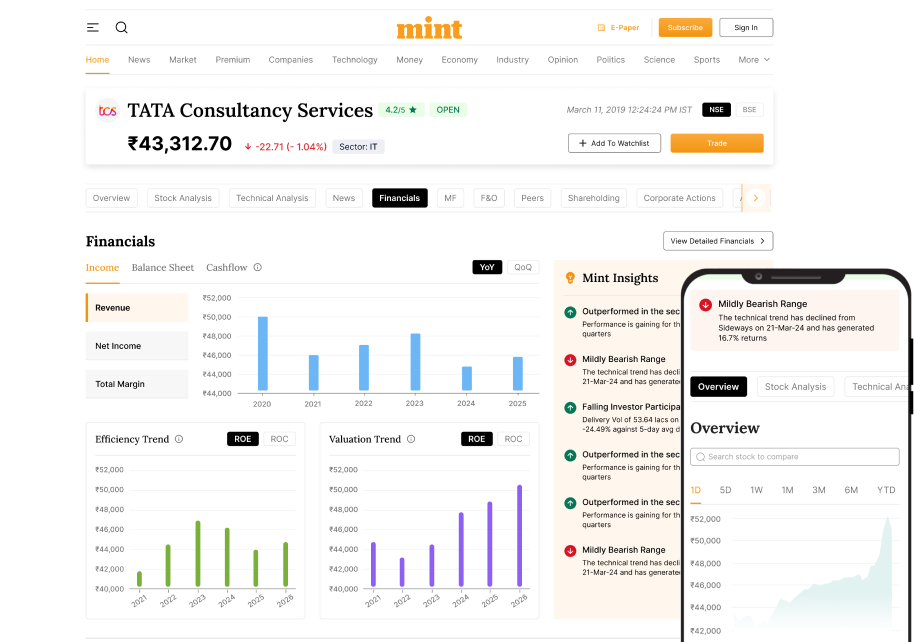 mint
E-Paper
Subscribe
Sign In
Home News Market Premium Companies Technology Money Economy Industry Opinion Politics Science Sports More
tcs TATA Consultancy Services 4.2/5 ★ OPEN
March 11, 2019 12:24:24 PM IST NSE BSE
₹43,312.70 -22.71 (- 1.04%) Sector: IT
+ Add To Watchlist Trade
Overview Stock Analysis Technical Analysis News Financials MF F&O Peers Shareholding Corporate Actions
Financials
View Detailed Financials
Income Balance Sheet Cashflow
YoY QoQ
Revenue
Net Income
Total Margin
₹52,000
₹50,000
₹48,000
₹46,000
₹44,000
₹44,000
2020 2021 2022 2023 2024 2025
Efficiency Trend ROE ROC
₹52,000
₹50,000
₹48,000
₹46,000
₹44,000
₹42,000
₹40,000
2021 2022 2023 2024 2025 2026
Valuation Trend ROE ROC
₹52,000
₹50,000
₹48,000
₹46,000
₹44,000
₹42,000
₹40,000
2021 2022 2023 2024 2025 2026
Mint Insights
Outperformed in the sec
Performance is gaining for th
quarters
Mildly Bearish Range
The technical trend has decli
21-Mar-24 and has generate
Falling Investor Participa
Delivery Vol of 53.64 lacs on
-24.49% against 5-day avg d
Outperformed in the sec
Performance is gaining for th
quarters
Outperformed in the sec
Performance is gaining for th
quarters
Mildly Bearish Range
The technical trend has decli
21-Mar-24 and has generate
Mildly Bearish Range
The technical trend has declined from
Sideways on 21-Mar-24 and has generated
16.7% returns
Overview Stock Analysis Technical Ana
Overview
Search stock to compare
1D 5D 1W 1M 3M 6M YTD
₹52,000
₹50,000
₹48,000
₹46,000
₹44,000
₹42,000